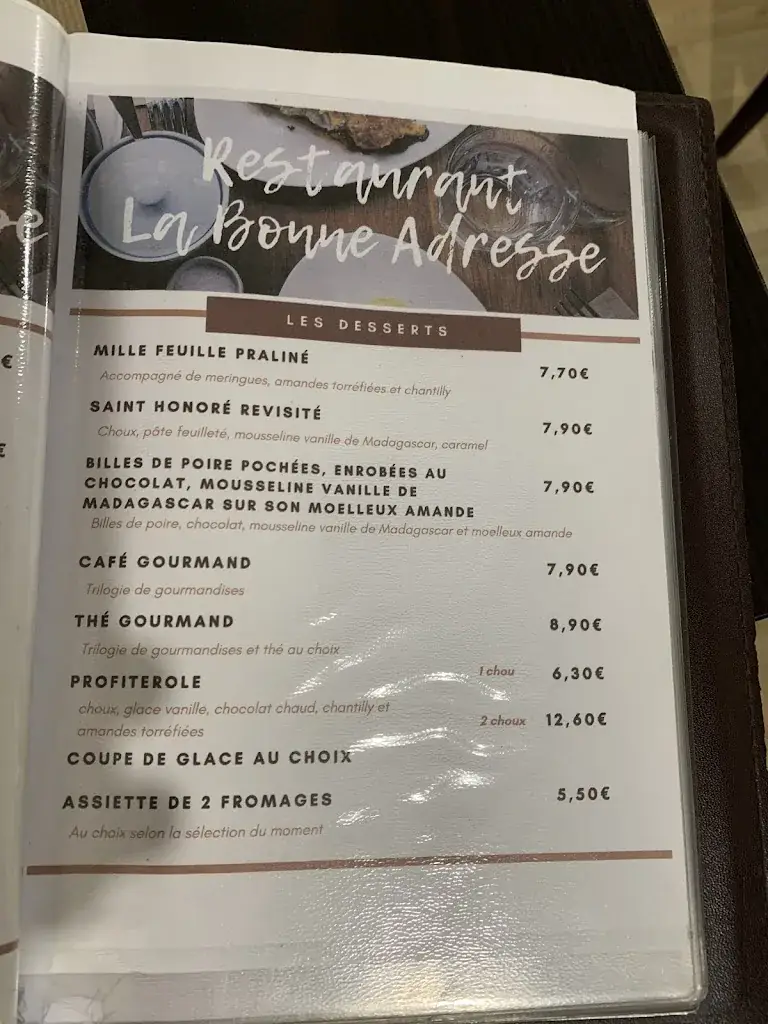 Restaurant
La Bonne Adresse
LES DESSERTS
MILLE FEUILLE PRALINÉ 7,70€
Accompagné de meringues, amandes torréfiées et chantilly
SAINT HONORÉ REVISITÉ 7,90€
Choux, pâte feuilleté, mousseline vanille de Madagascar, caramel
BILLES DE POIRE POCHÉES, ENROBÉES AU
CHOCOLAT, MOUSSELINE VANILLE DE 7,90€
MADAGASCAR SUR SON MOELLEUX AMANDE
Billes de poire, chocolat, mousseline vanille de Madagascar et moelleux amande
CAFÉ GOURMAND 7,90€
Trilogie de gourmandises
THÉ GOURMAND 8,90€
Trilogie de gourmandises et thé au choix
PROFITEROLE 1 chou 6,30€
choux, glace vanille, chocolat chaud, chantilly et 2 choux 12,60€
amandes torréfiées
COUPE DE GLACE AU CHOIX
ASSIETTE DE 2 FROMAGES 5,50€
Au choix selon la sélection du moment